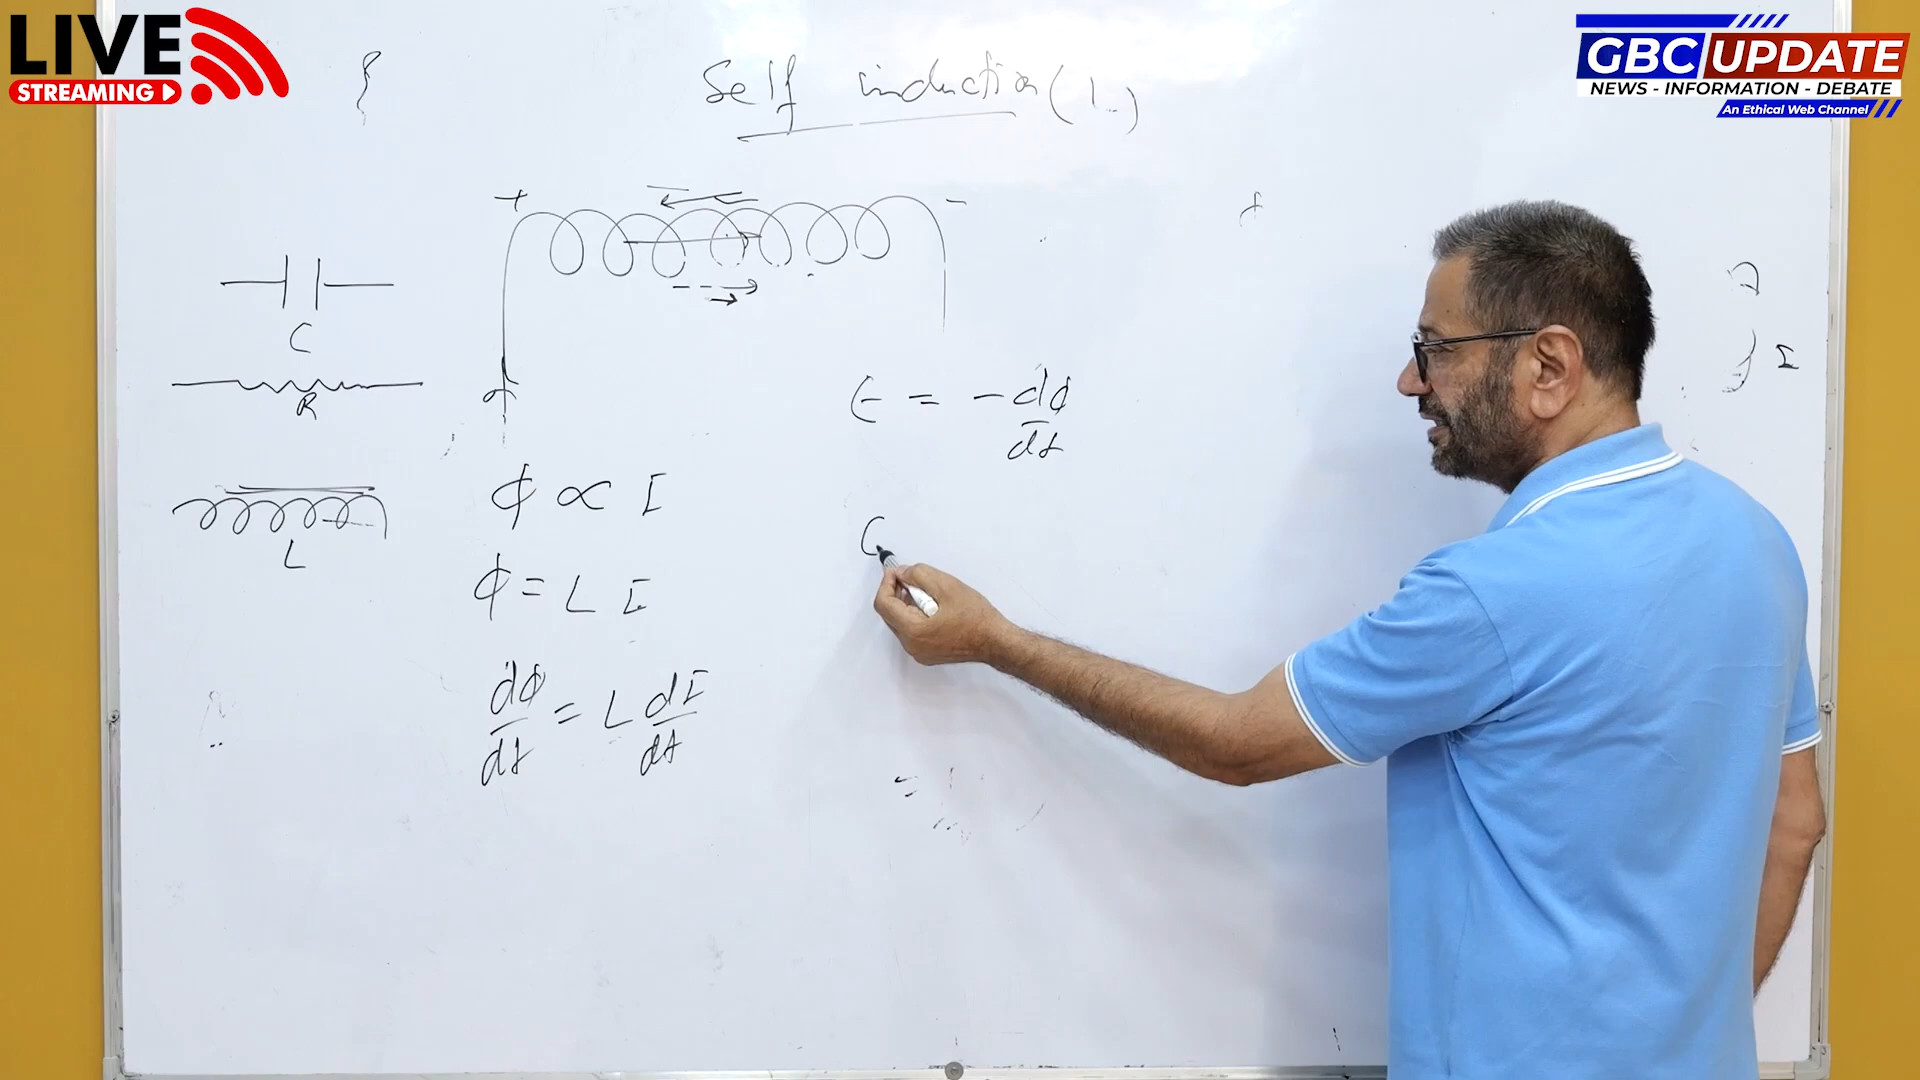 LIVE
STREAMING
GBC UPDATE
NEWS - INFORMATION - DEBATE
An Ethical Web Channel
Self induction (L)
+ -
C
R
L
ϕ ∝ I
ϕ = L I
dϕ/dt = L dI/dt
E = - dϕ/dt
I